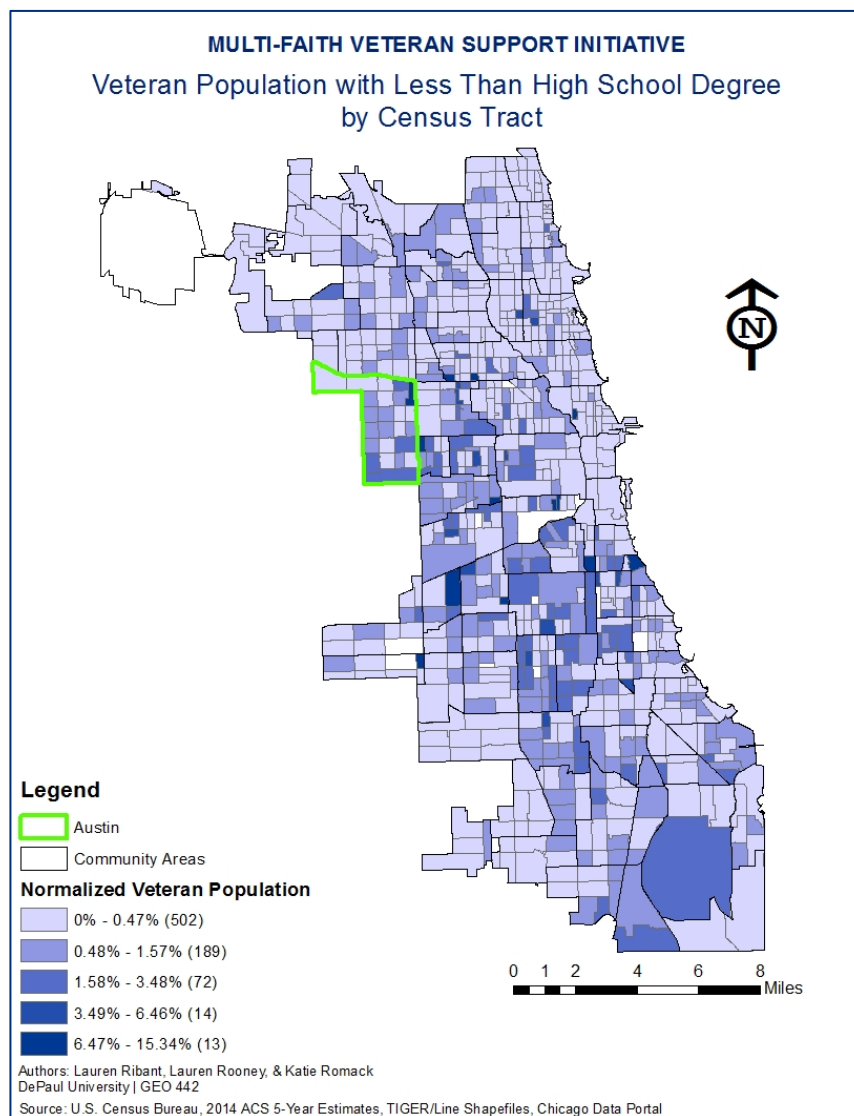 MULTI-FAITH VETERAN SUPPORT INITIATIVE
Veteran Population with Less Than High School Degree
by Census Tract
N
Legend
Austin
Community Areas
Normalized Veteran Population
0% - 0.47% (502)
0.48% - 1.57% (189)
1.58% - 3.48% (72)
3.49% - 6.46% (14)
6.47% - 15.34% (13)
0 1 2 4 6 8
Miles
Authors: Lauren Ribant, Lauren Rooney, & Katie Romack
DePaul University | GEO 442
Source: U.S. Census Bureau, 2014 ACS 5-Year Estimates, TIGER/Line Shapefiles, Chicago Data Portal